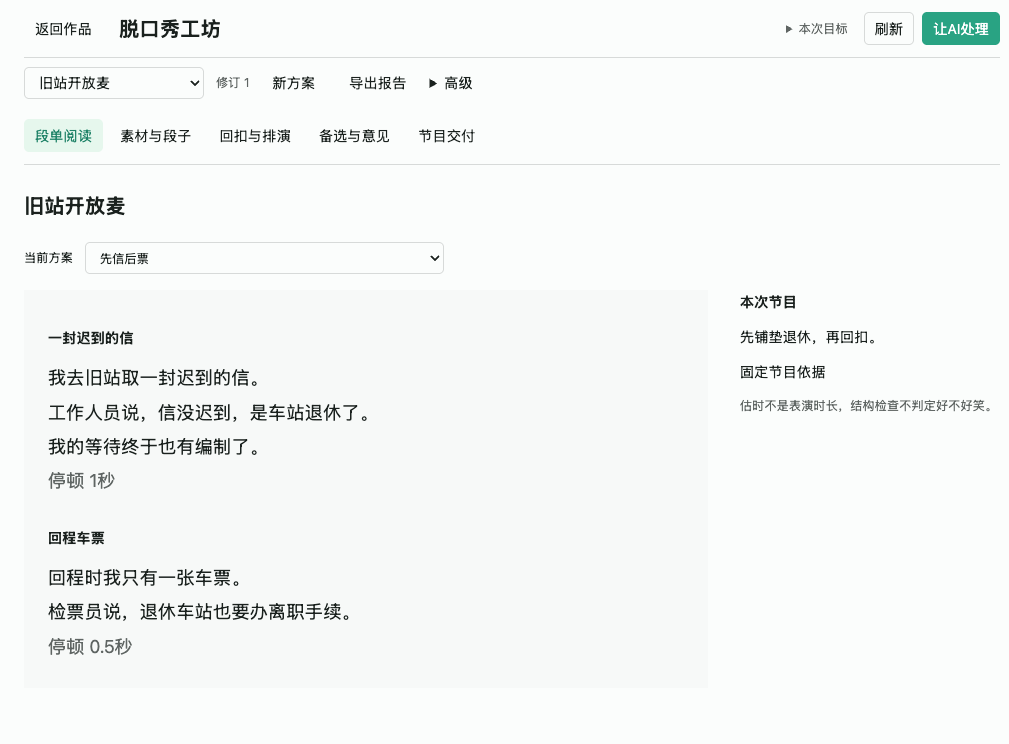 返回作品 脱口秀工坊 ▶ 本次目标 刷新 让AI处理
旧站开放麦 修订 1 新方案 导出报告 ▶ 高级
段单阅读 素材与段子 回扣与排演 备选与意见 节目交付
旧站开放麦
当前方案 先信后票
一封迟到的信
我去旧站取一封迟到的信。
工作人员说，信没迟到，是车站退休了。
我的等待终于也有编制了。
停顿 1秒
回程车票
回程时我只有一张车票。
检票员说，退休车站也要办离职手续。
停顿 0.5秒
本次节目
先铺垫退休，再回扣。
固定节目依据
估时不是表演时长，结构检查不判定好不好笑。